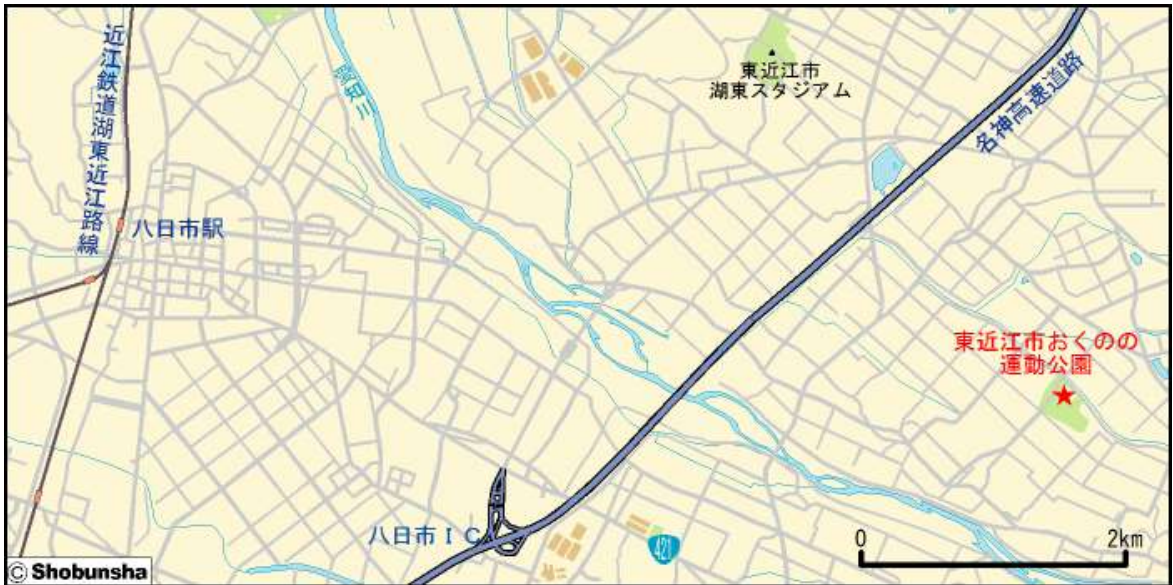 近江鉄道湖東近江路線
愛知川
東近江市
湖東スタジアム
名神高速道路
八日市駅
東近江市おくのの
運動公園
八日市IC
421
0
2km
© Shobunsha